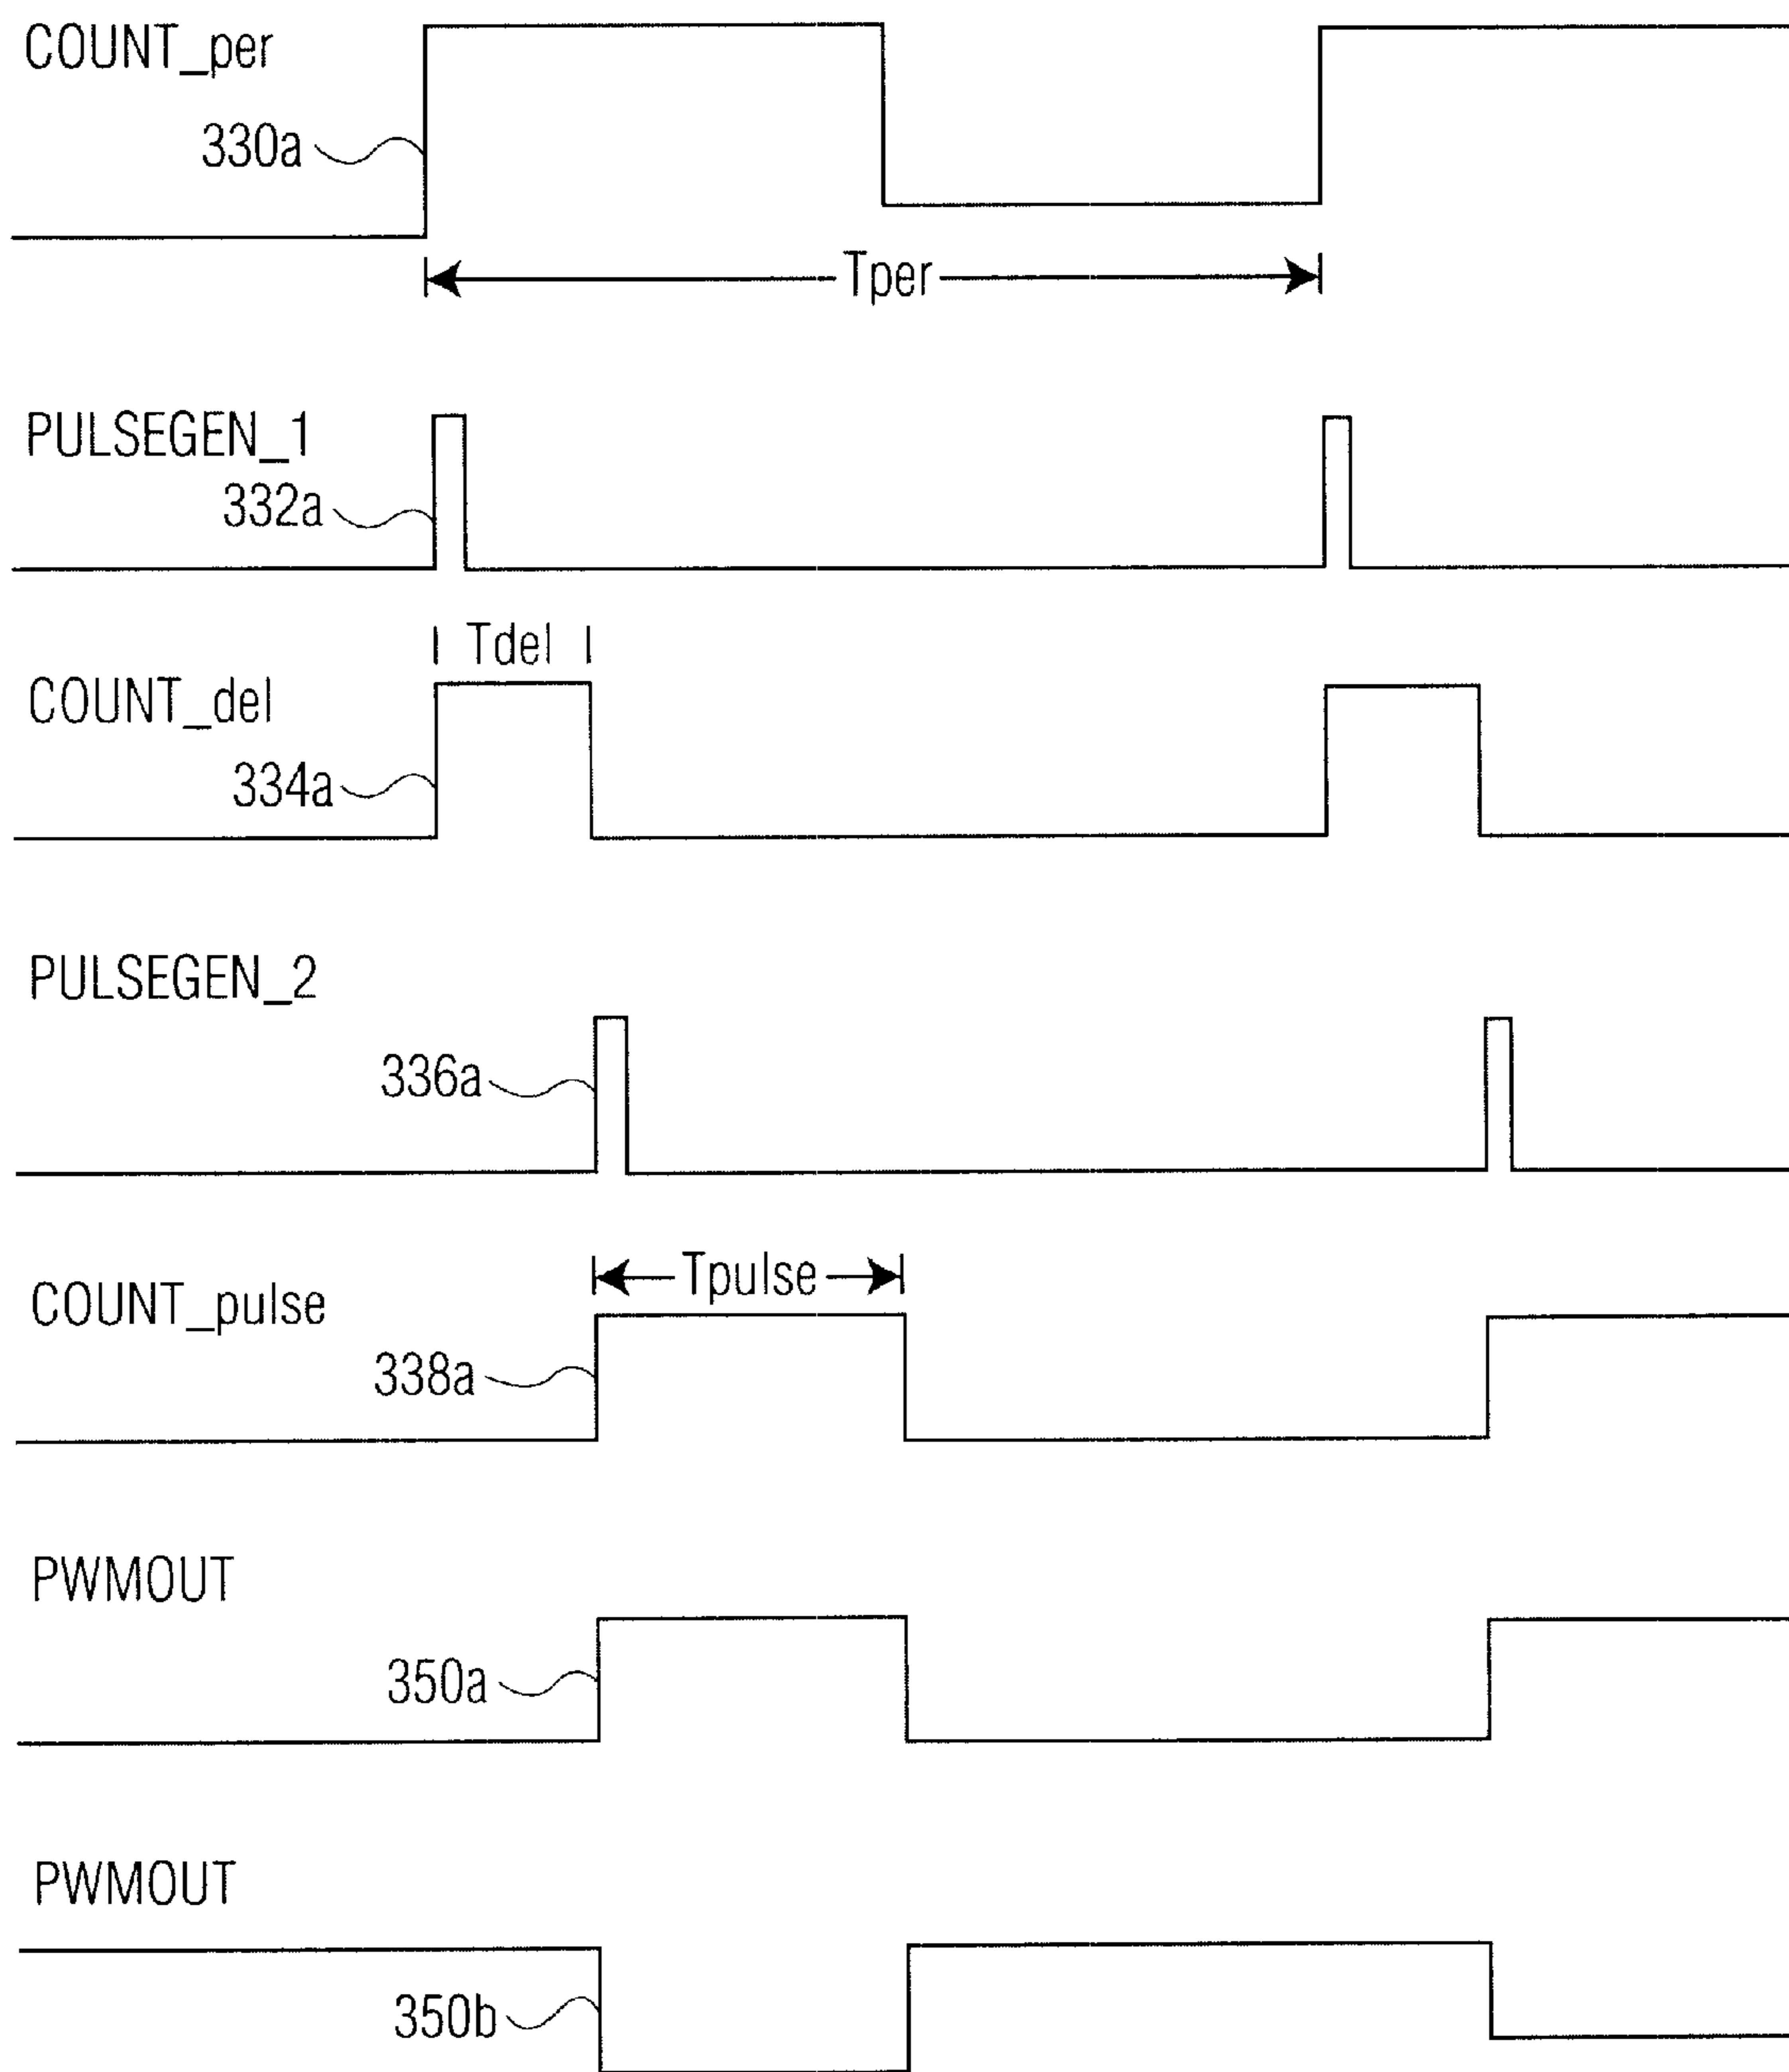 COUNT_per
330a
Tper
PULSEGEN_1
332a
Tdel
COUNT_del
334a
PULSEGEN_2
336a
Tpulse
COUNT_pulse
338a
PWMOUT
350a
PWMOUT
350b